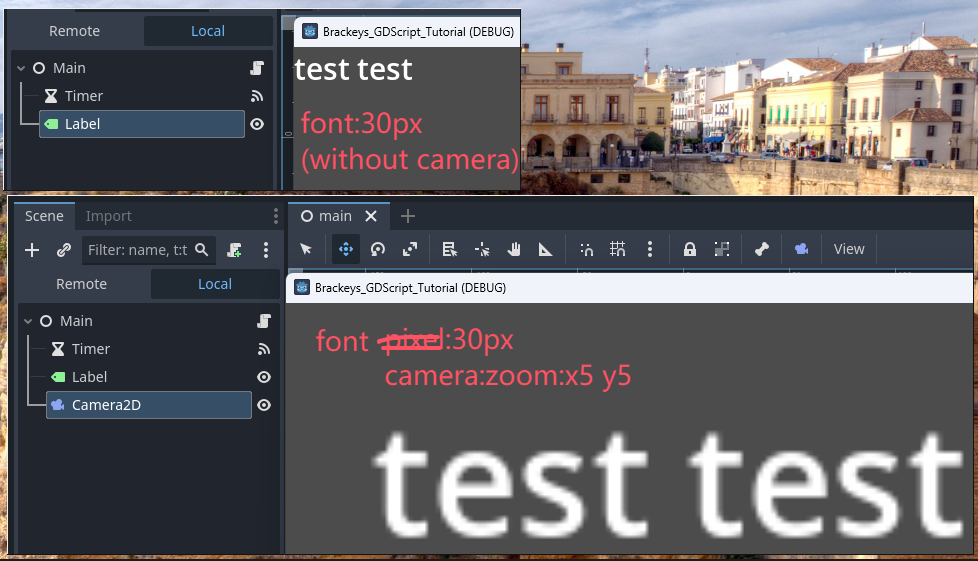 Remote
Local
Brackeys_GDScript_Tutorial (DEBUG)
Main
Timer
Label
test test
font:30px
(without camera)
Scene
Import
main
Filter: name, t:t
View
Remote
Local
Brackeys_GDScript_Tutorial (DEBUG)
Main
Timer
Label
Camera2D
font pixel:30px
camera:zoom:x5 y5
test test